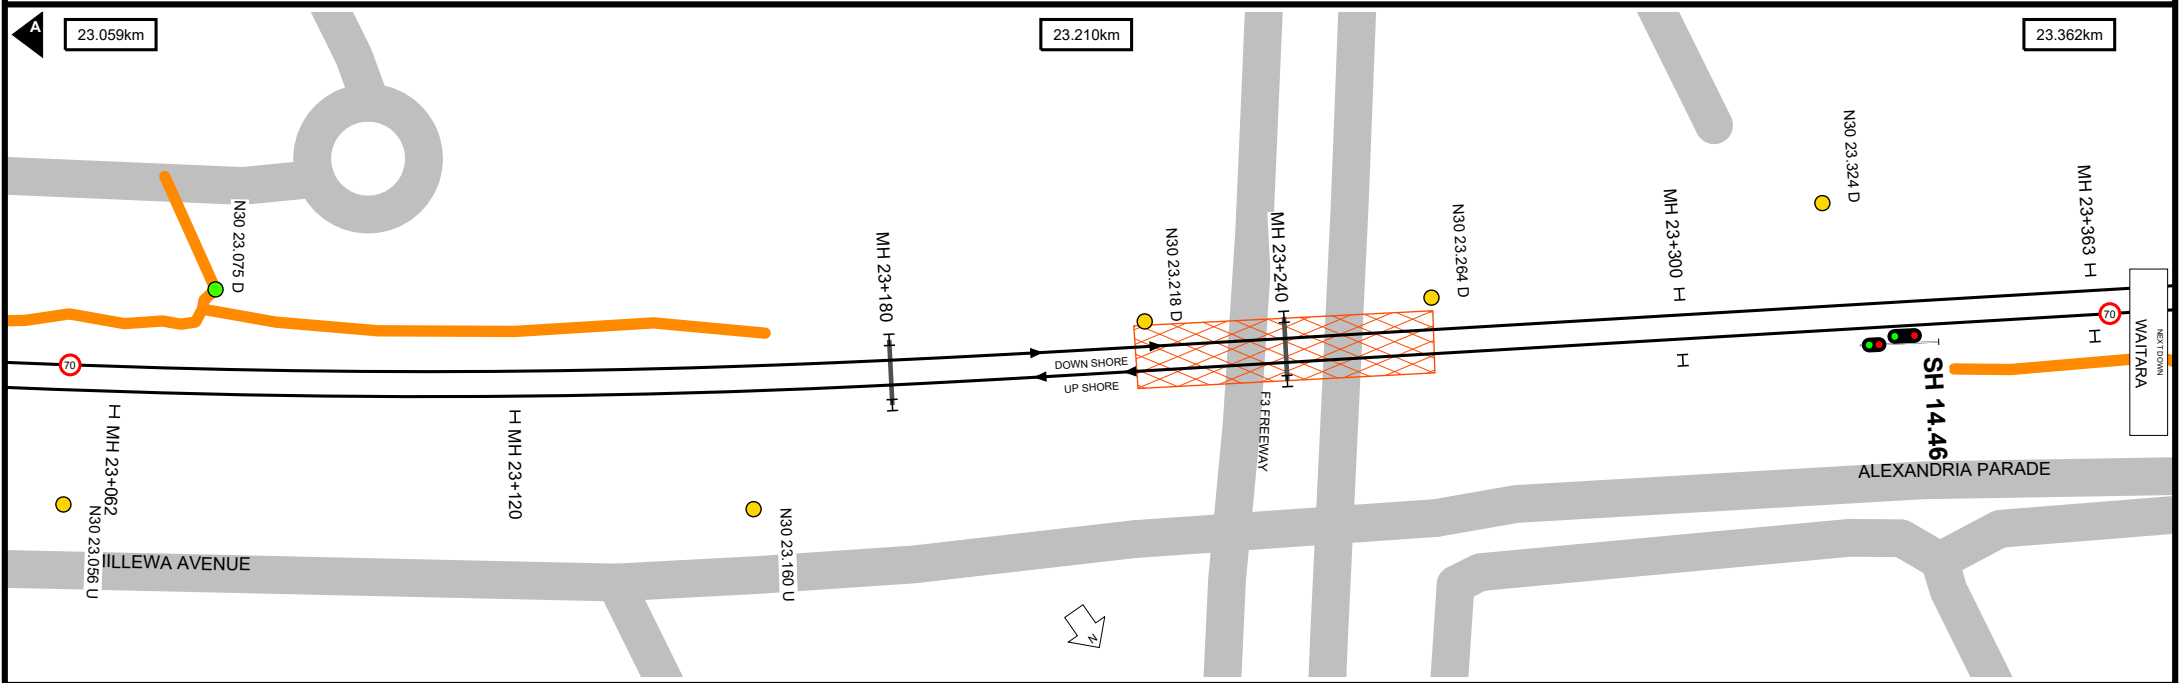 A
23.059km
23.210km
23.362km
N30 23.075 D
MH 23+180
N30 23.218 D
MH 23+240
N30 23.264 D
MH 23+300
N30 23.324 D
MH 23+363
70
70
DOWN SHORE
UP SHORE
F3 FREEWAY
SH 14.46
WAITARA
NEXT DOWN
MH 23+062
MH 23+120
N30 23.056 U
ILLEWA AVENUE
N30 23.160 U
ALEXANDRIA PARADE
N